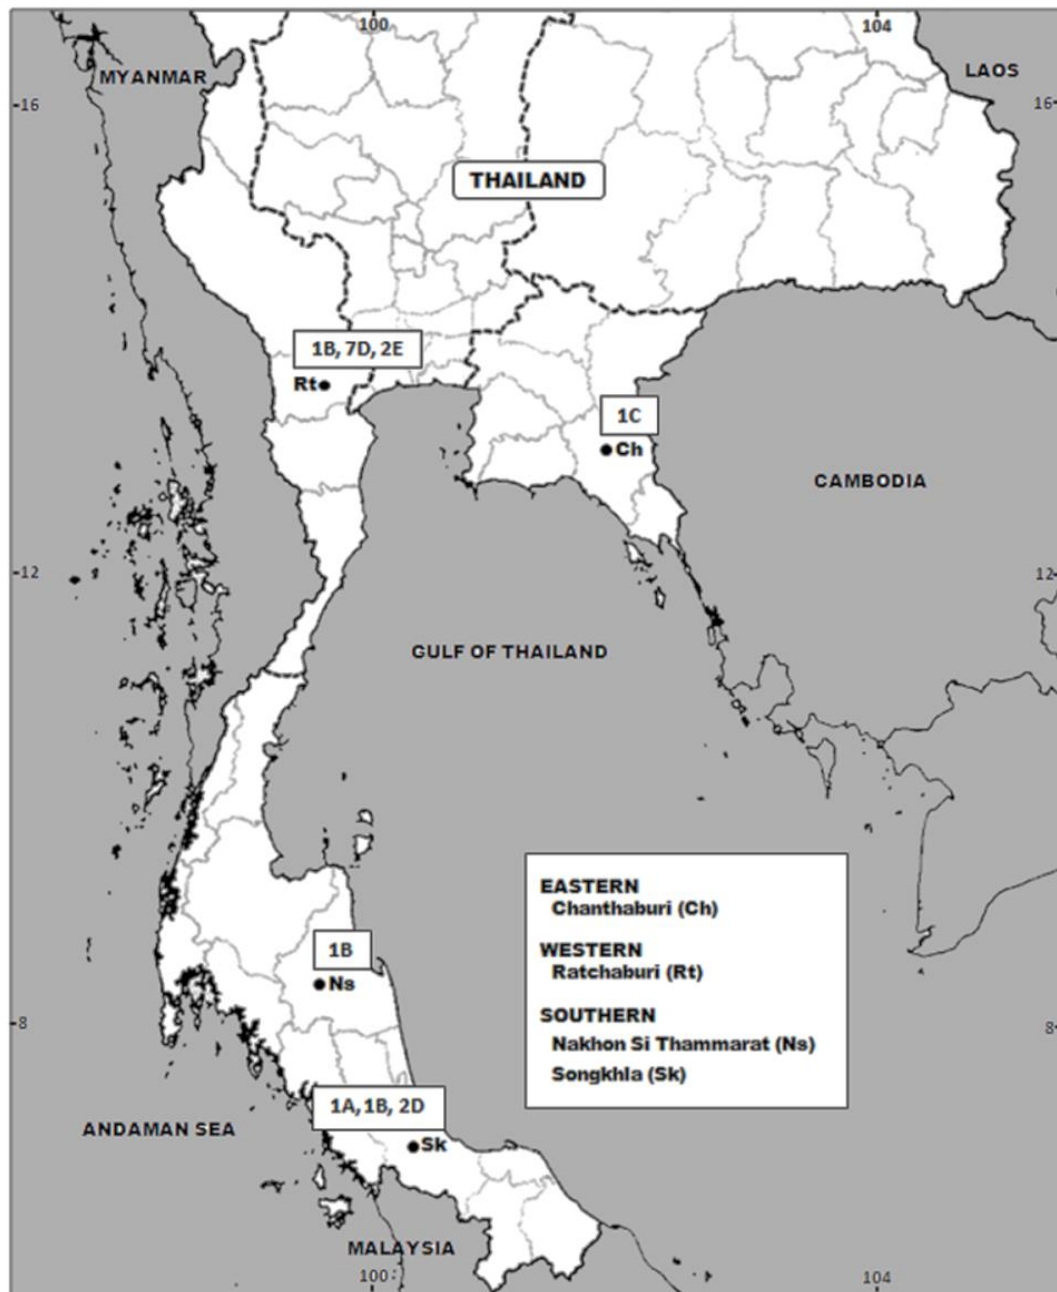 100
104
MYANMAR
LAOS
16
16
THAILAND
1B, 7D, 2E
Rt
1C
Ch
CAMBODIA
12
12
GULF OF THAILAND
EASTERN
Chanthaburi (Ch)
WESTERN
Ratchaburi (Rt)
SOUTHERN
Nakhon Si Thammarat (Ns)
Songkhla (Sk)
1B
Ns
8
8
1A, 1B, 2D
Sk
ANDAMAN SEA
MALAYSIA
100
104